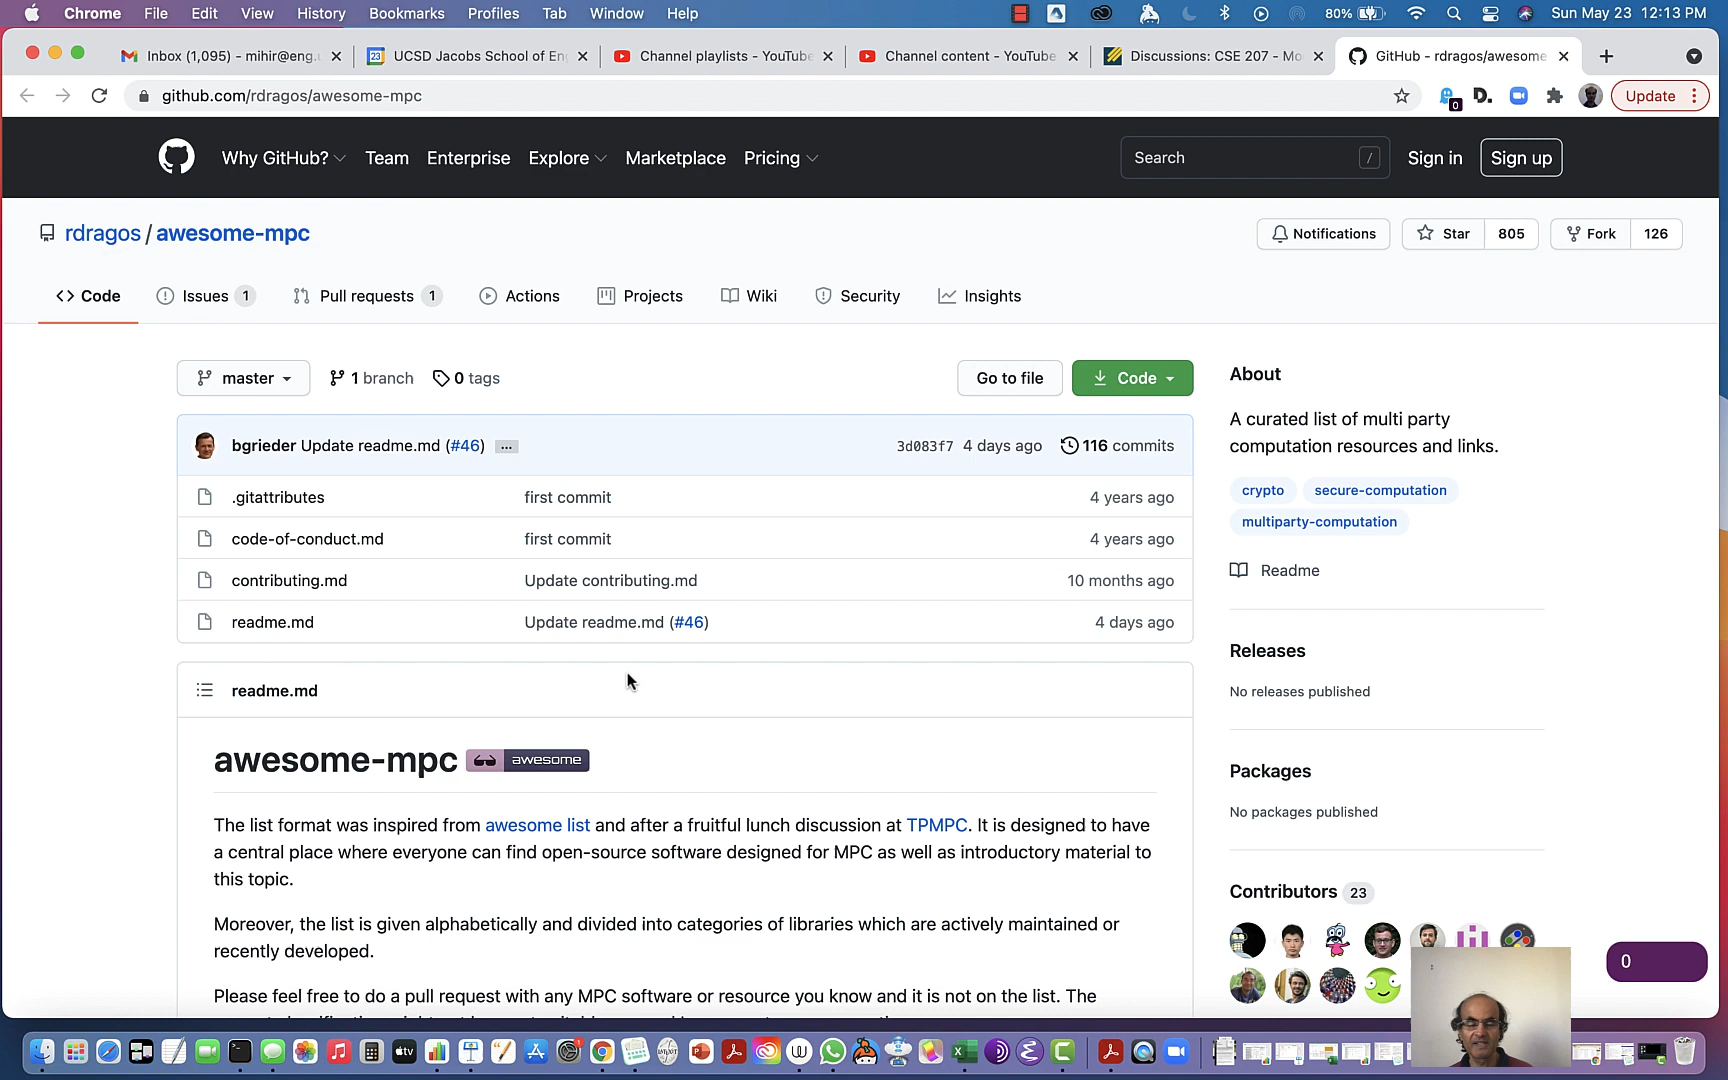 Chrome File Edit View History Bookmarks Profiles Tab Window Help 80% Sun May 23 12:13 PM
Inbox (1,095) - mihir@eng. 23 UCSD Jacobs School of En Channel playlists - YouTube Channel content - YouTube Discussions: CSE 207 - Mo GitHub - rdragos/awesome
github.com/rdragos/awesome-mpc 0 D. Update
Why GitHub? Team Enterprise Explore Marketplace Pricing Search / Sign in Sign up
rdragos / awesome-mpc Notifications Star 805 Fork 126
Code Issues 1 Pull requests 1 Actions Projects Wiki Security Insights
master 1 branch 0 tags Go to file Code
bgrieder Update readme.md (#46) ... 3d083f7 4 days ago 116 commits
.gitattributes first commit 4 years ago
code-of-conduct.md first commit 4 years ago
contributing.md Update contributing.md 10 months ago
readme.md Update readme.md (#46) 4 days ago
readme.md
awesome-mpc awesome
The list format was inspired from awesome list and after a fruitful lunch discussion at TPMPC. It is designed to have
a central place where everyone can find open-source software designed for MPC as well as introductory material to
this topic.
Moreover, the list is given alphabetically and divided into categories of libraries which are actively maintained or
recently developed.
Please feel free to do a pull request with any MPC software or resource you know and it is not on the list. The
About
A curated list of multi party
computation resources and links.
crypto secure-computation
multiparty-computation
Readme
Releases
No releases published
Packages
No packages published
Contributors 23
0